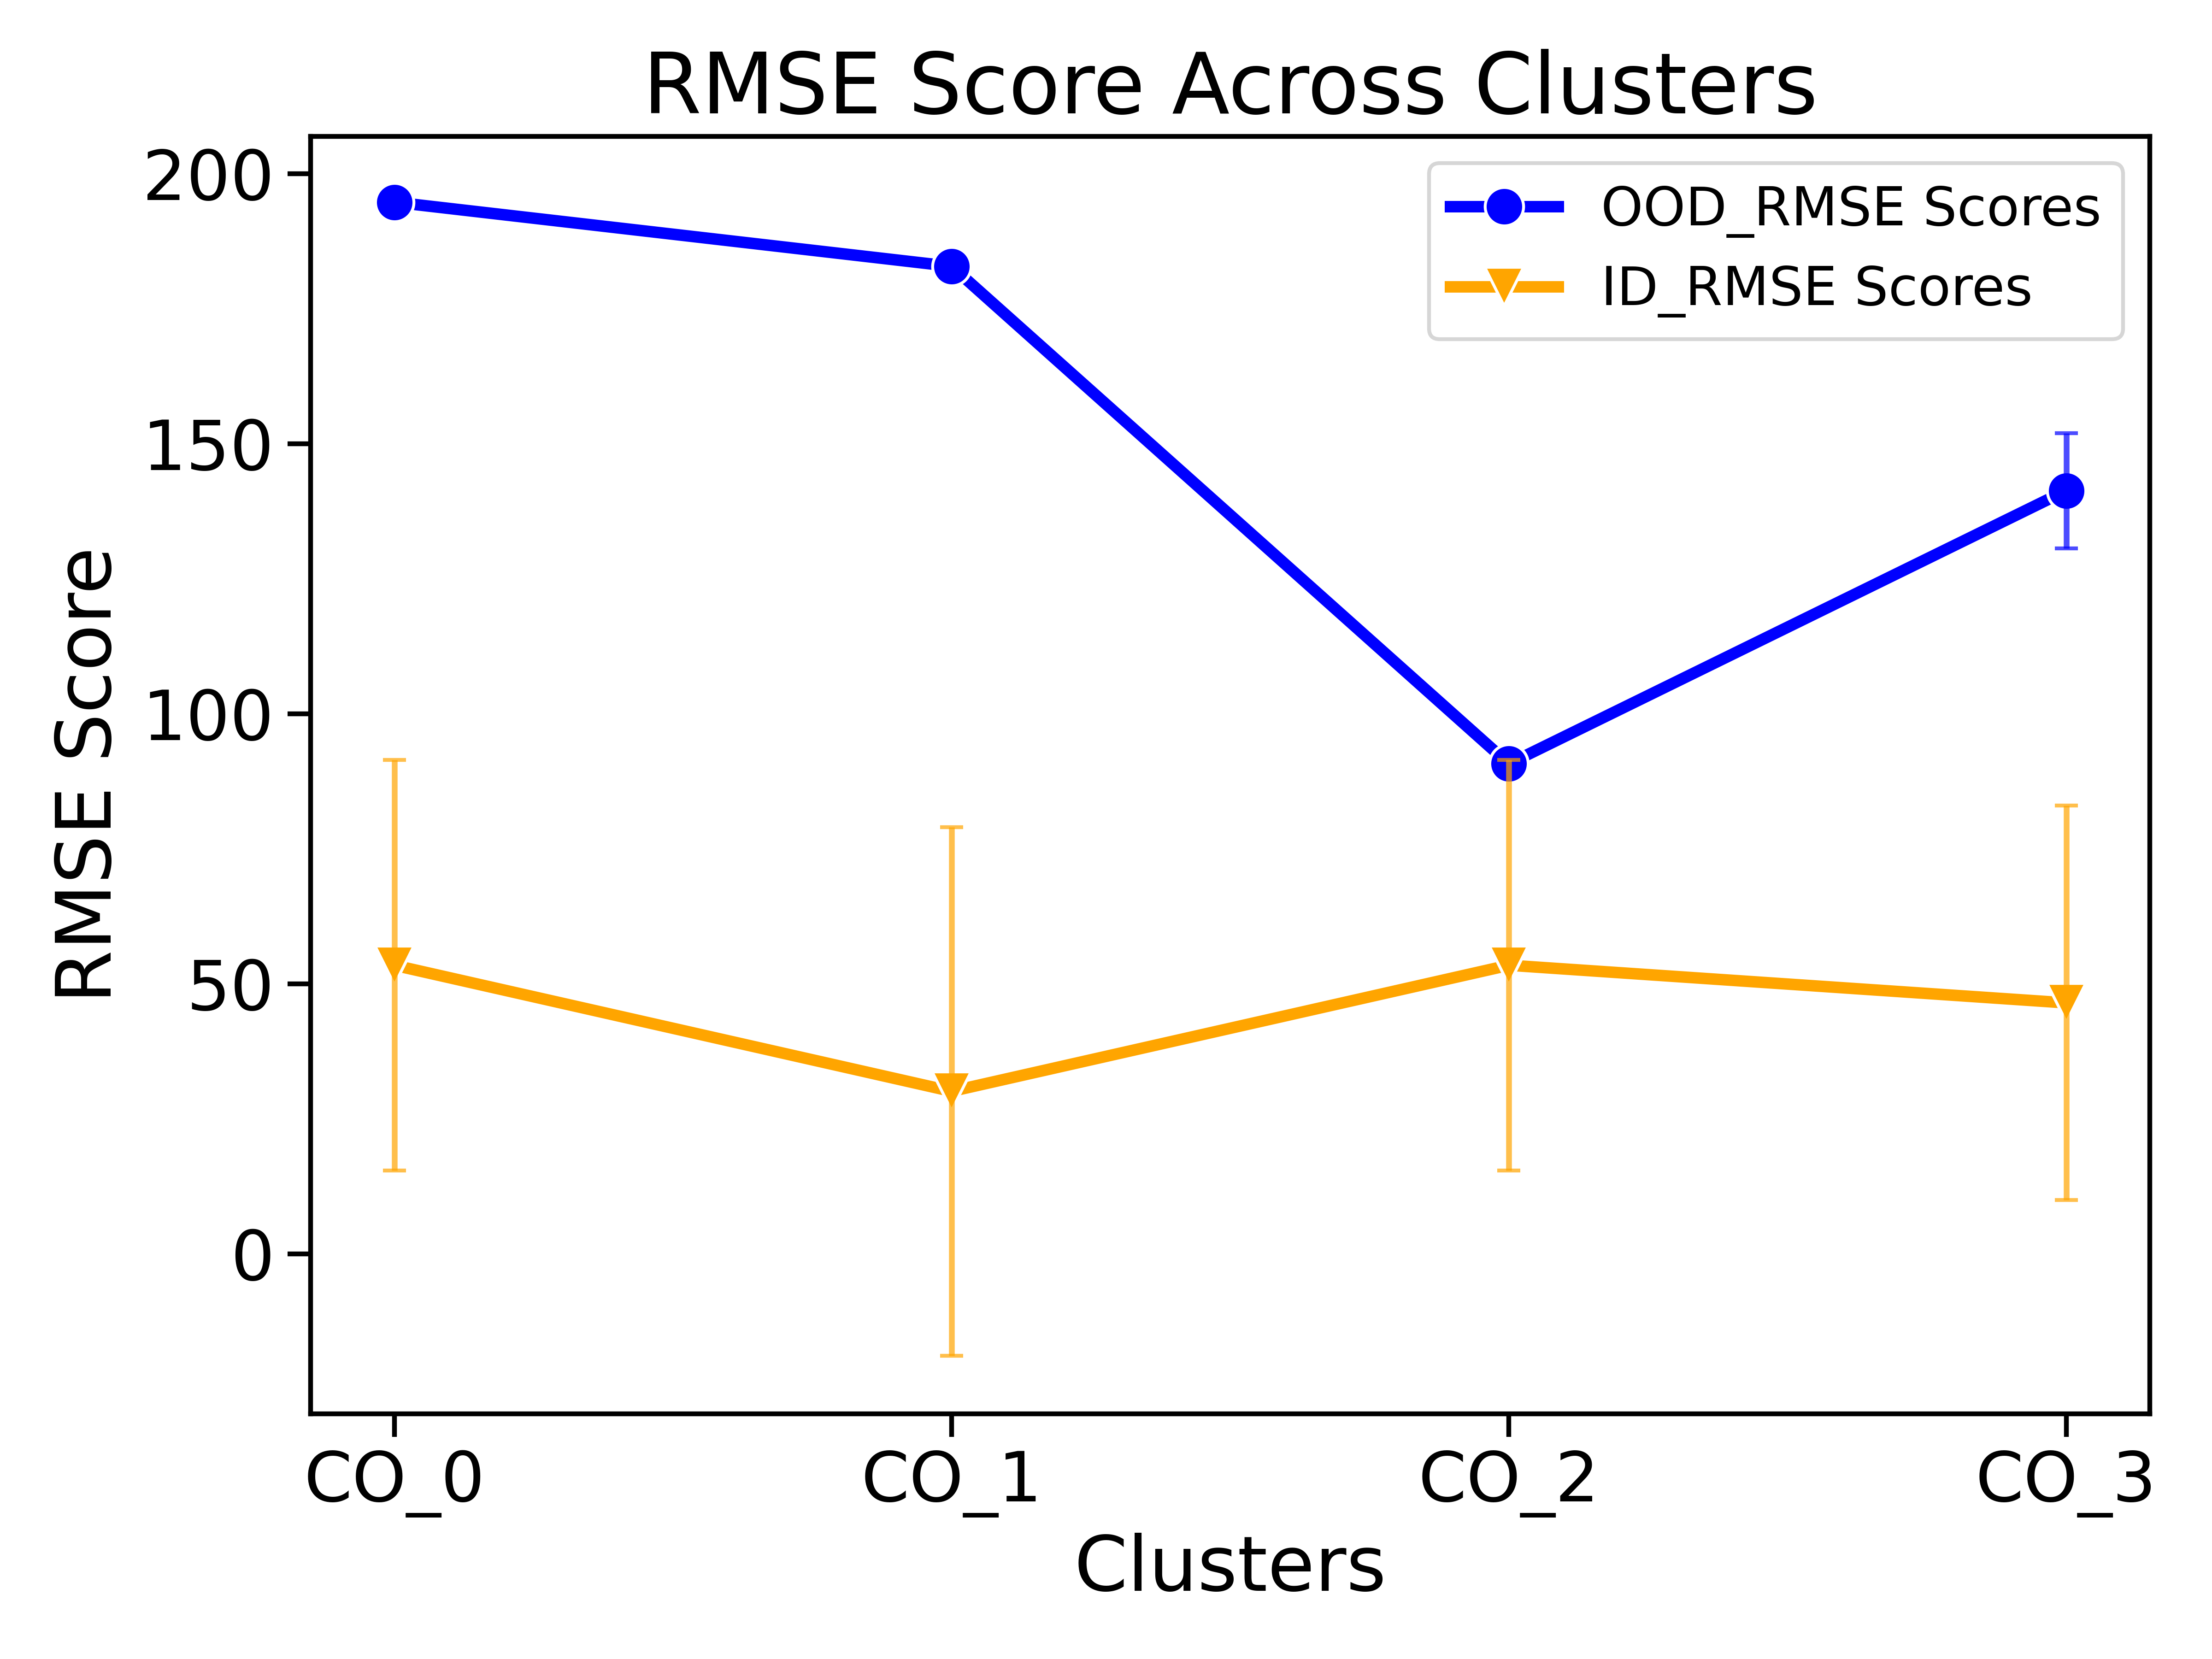 RMSE Score Across Clusters
OOD_RMSE Scores
ID_RMSE Scores
RMSE Score
200
150
100
50
0
CO_0 CO_1 CO_2 CO_3
Clusters